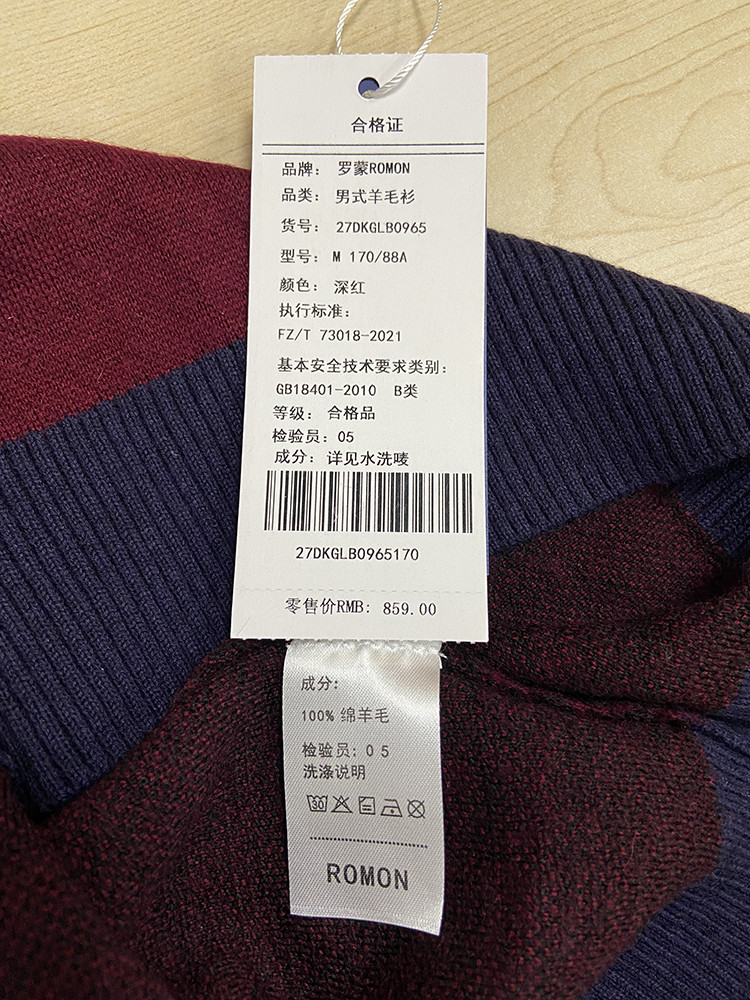 合格证
品牌: 罗蒙ROMON
品类: 男式羊毛衫
货号: 27DKGLB0965
型号: M 170/88A
颜色: 深红
执行标准:
FZ/T 73018-2021
基本安全技术要求类别:
GB18401-2010 B类
等级: 合格品
检验员: 05
成分: 详见水洗唛
27DKGLB0965170
零售价RMB: 859.00
成分:
100% 绵羊毛
检验员: 05
洗涤说明
30
ROMON